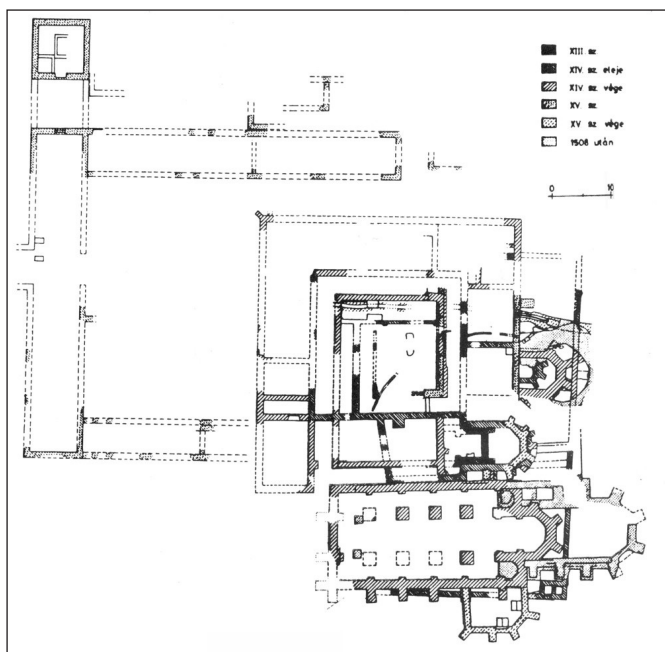 XIII. sz.
XIV. sz. eleje
XIV. sz. vége
XV. sz.
XV. sz. vége
1508 után
0 10